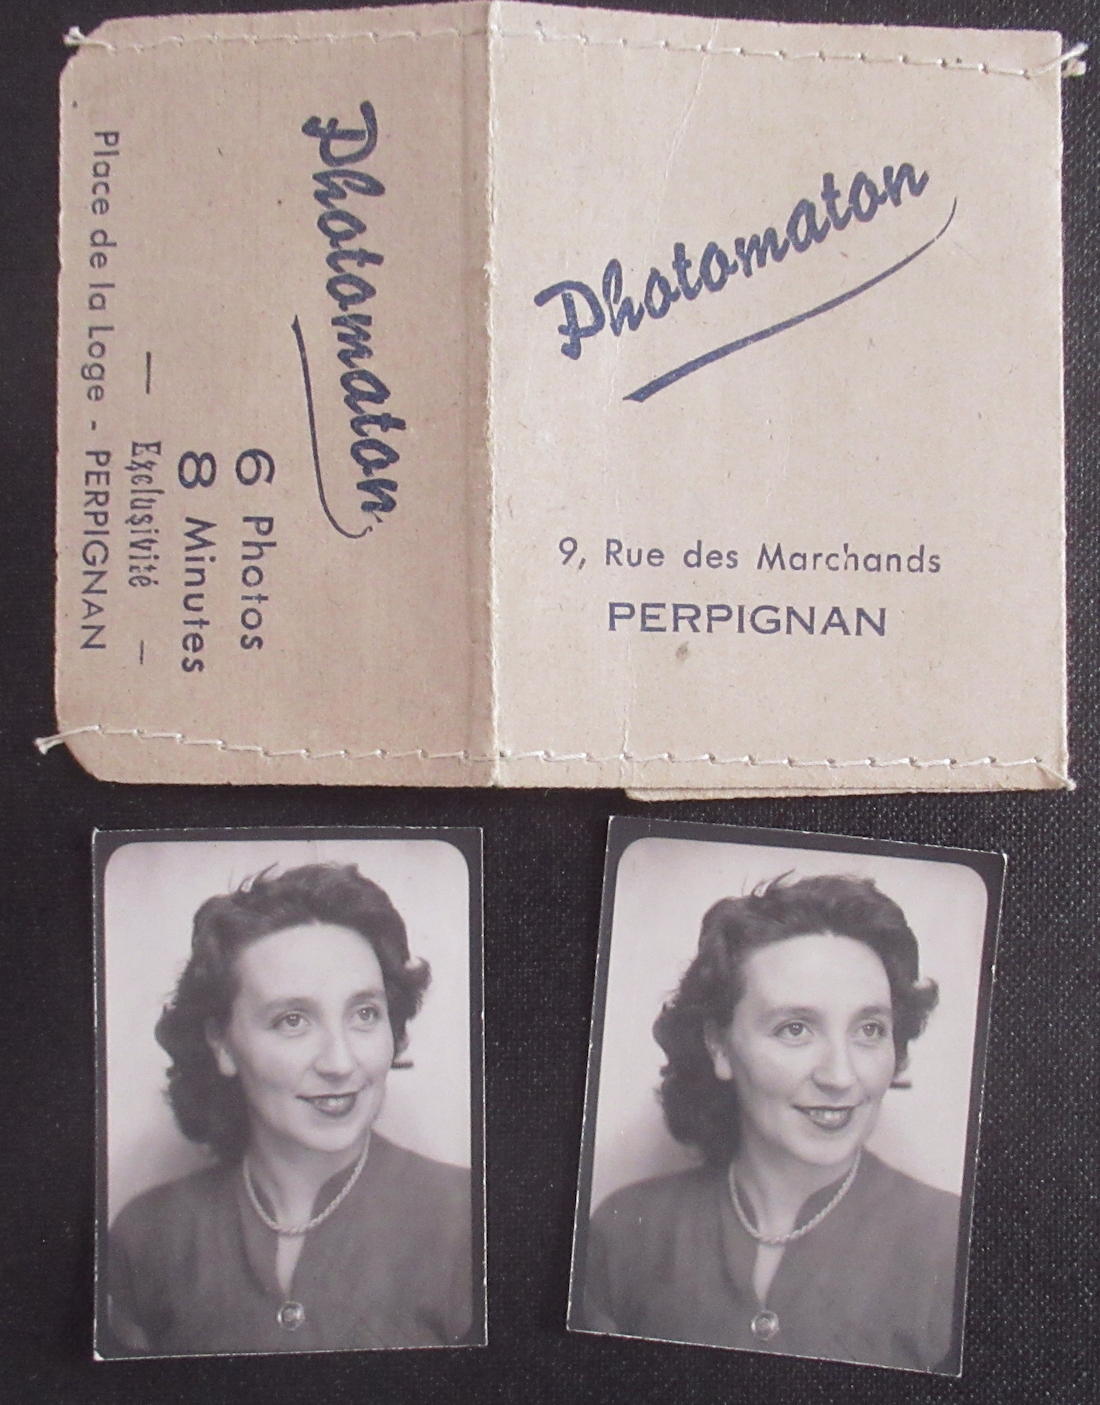 Photomaton
6 Photos
8 Minutes
— Exclusivité —
Place de la Loge - PERPIGNAN
Photomaton
9, Rue des Marchands
PERPIGNAN